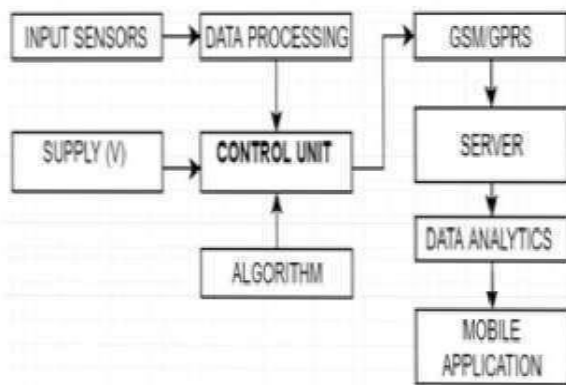 INPUT SENSORS
DATA PROCESSING
GSM/GPRS
SUPPLY (V)
CONTROL UNIT
SERVER
ALGORITHM
DATA ANALYTICS
MOBILE
APPLICATION